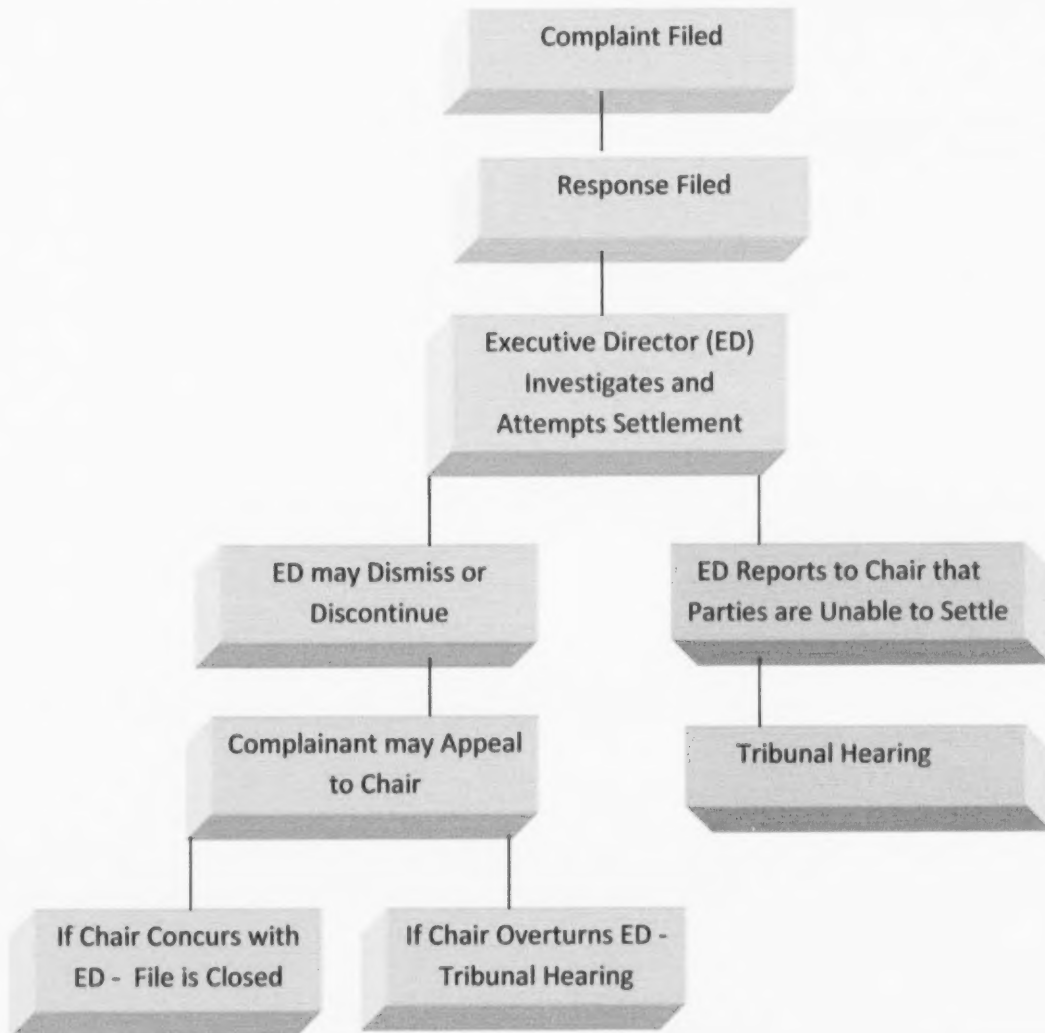 Complaint Filed
Response Filed
Executive Director (ED)
Investigates and
Attempts Settlement
ED may Dismiss or
Discontinue
ED Reports to Chair that
Parties are Unable to Settle
Complainant may Appeal
to Chair
Tribunal Hearing
If Chair Concurs with
ED - File is Closed
If Chair Overturns ED -
Tribunal Hearing